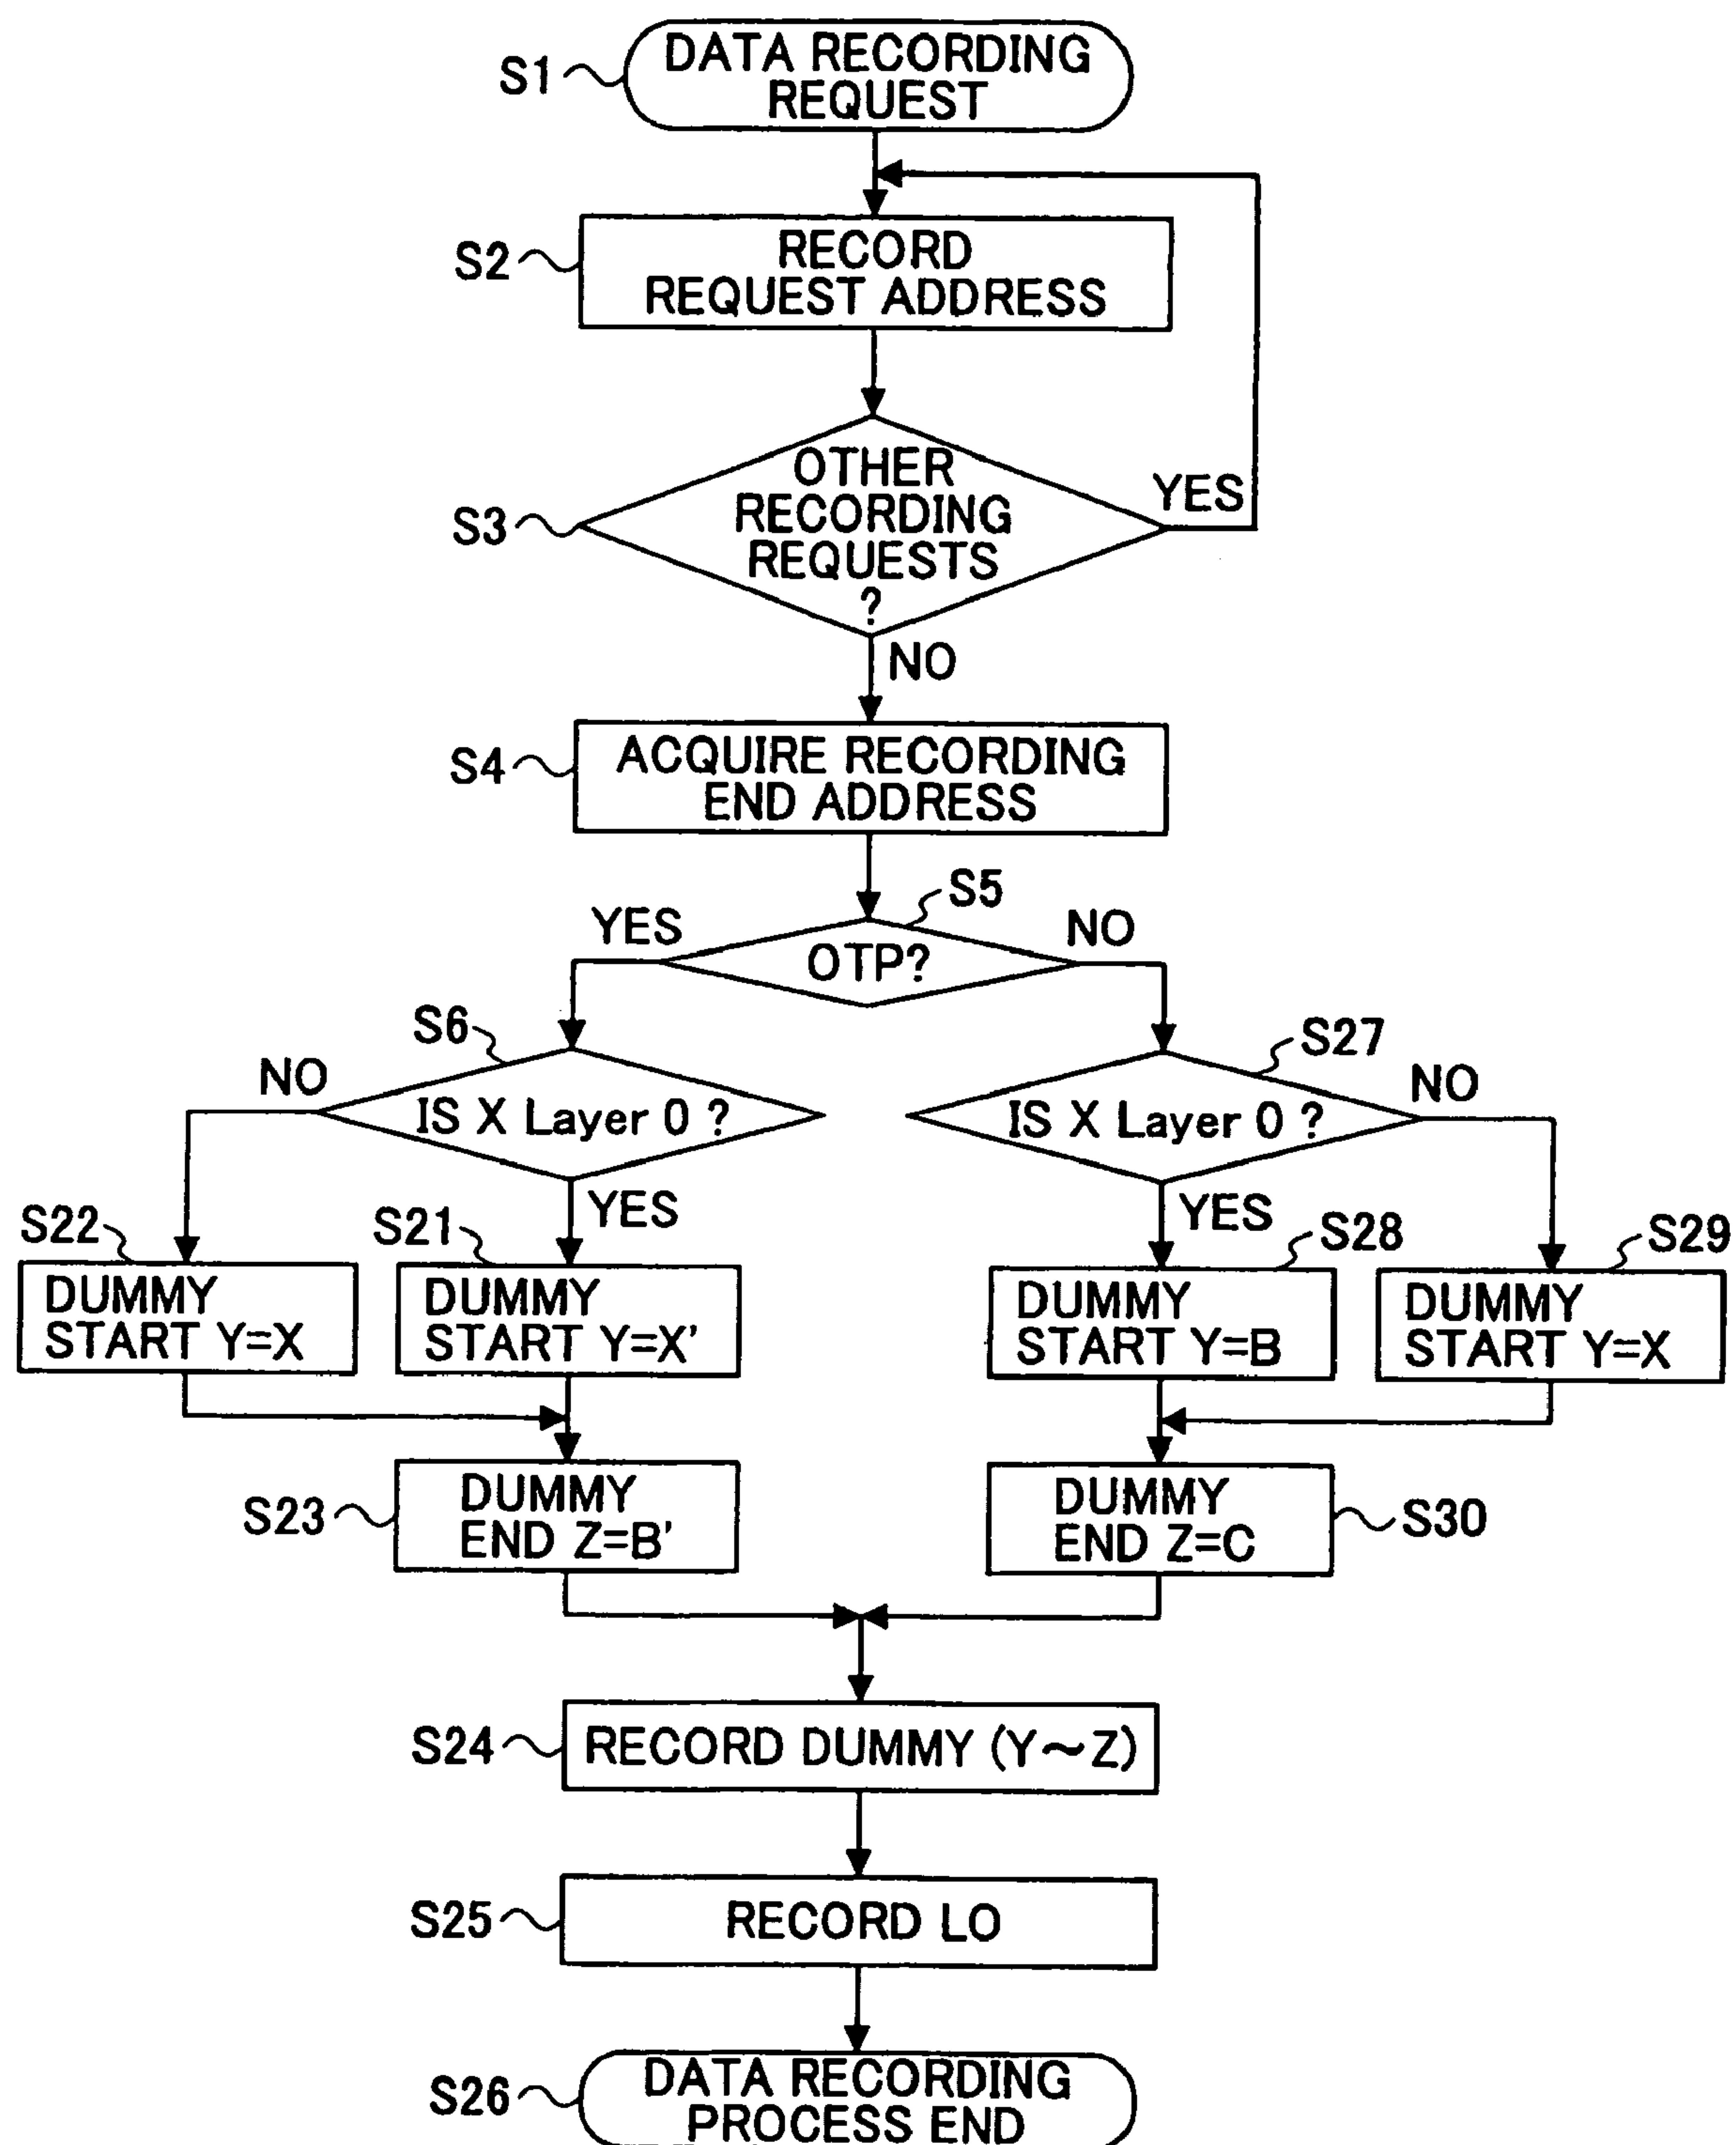 S1
DATA RECORDING
REQUEST
S2
RECORD
REQUEST ADDRESS
S3
OTHER
RECORDING
REQUESTS
?
YES
NO
S4
ACQUIRE RECORDING
END ADDRESS
S5
YES
OTP?
NO
S6
NO
IS X Layer 0 ?
YES
S27
IS X Layer 0 ?
NO
YES
S22
DUMMY
START Y=X
S21
DUMMY
START Y=X'
S28
DUMMY
START Y=B
S29
DUMMY
START Y=X
S23
DUMMY
END Z=B'
DUMMY
END Z=C
S30
S24
RECORD DUMMY (Y~Z)
S25
RECORD LO
S26
DATA RECORDING
PROCESS END